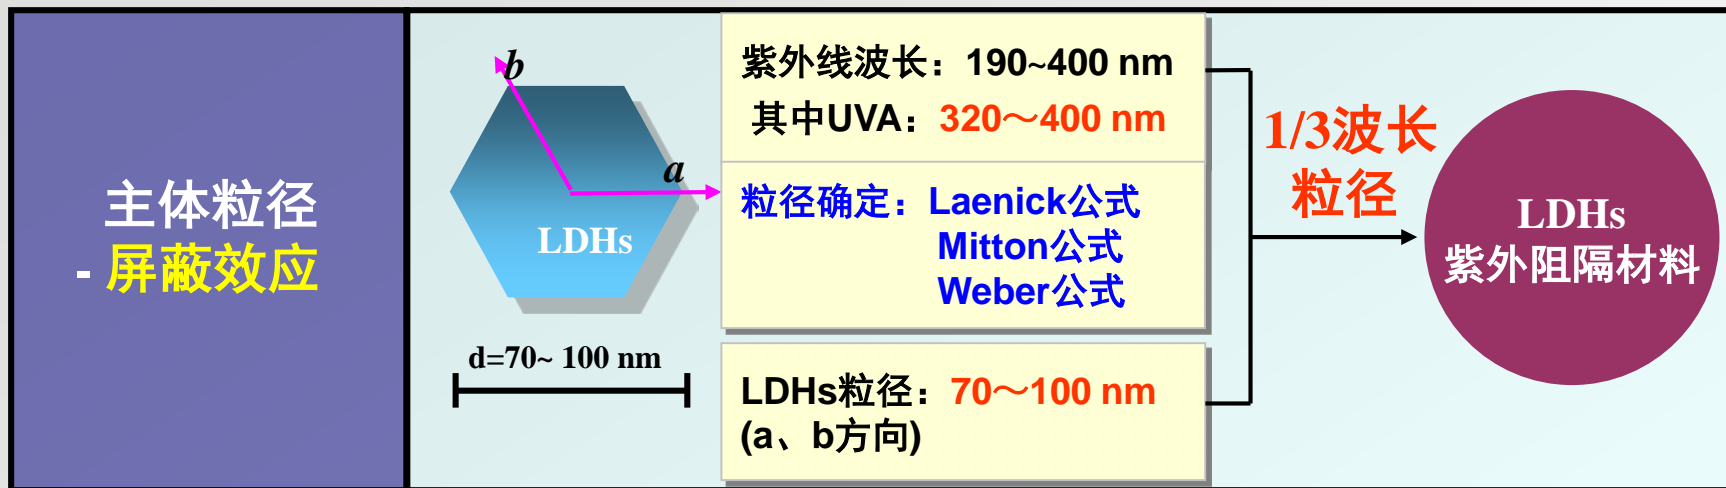 主体粒径
- 屏蔽效应
b
a
LDHs
d=70~ 100 nm
紫外线波长：190~400 nm
其中UVA：320～400 nm
粒径确定：Laenick公式
Mitton公式
Weber公式
LDHs粒径：70～100 nm
(a、b方向)
1/3波长
粒径
LDHs
紫外阻隔材料